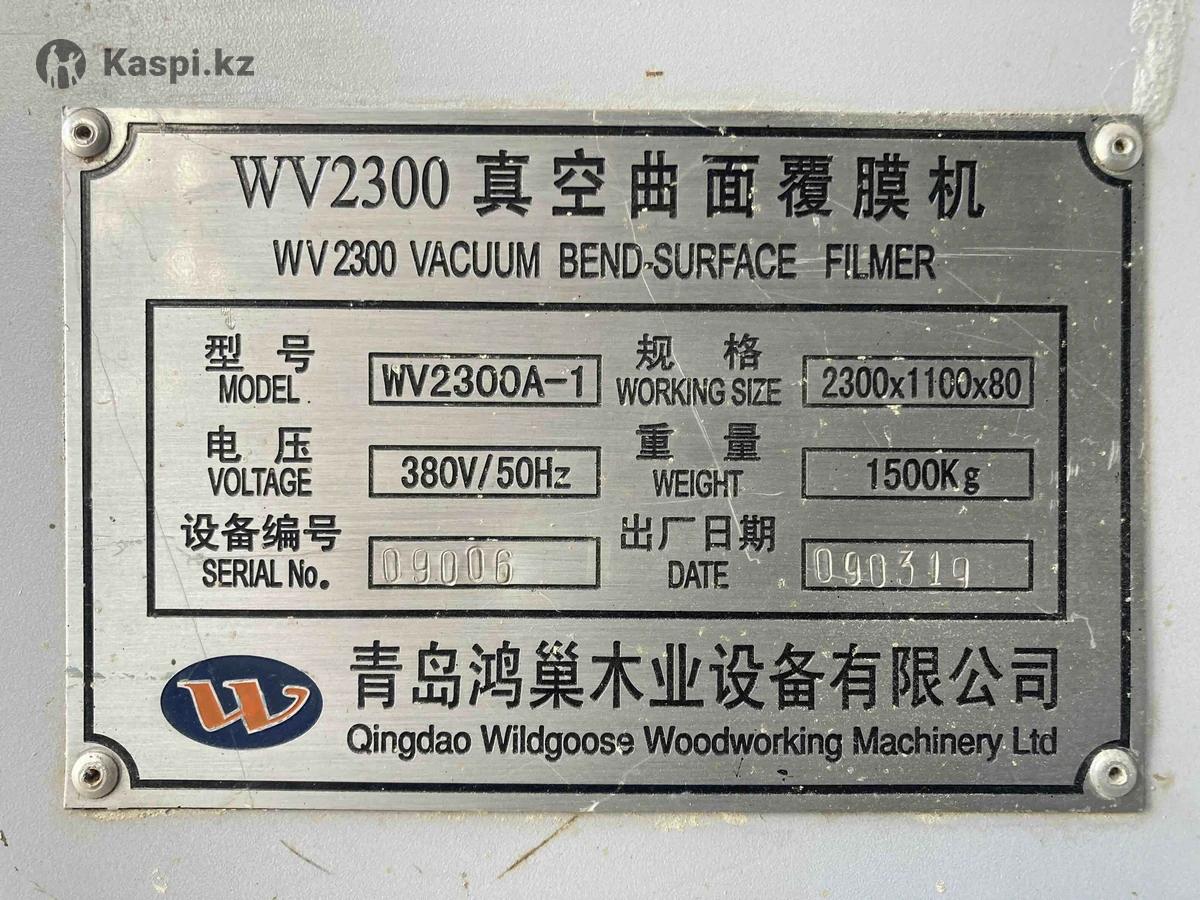 Kaspi.kz
WV2300 真空曲面覆膜机
WV2300 VACUUM BEND-SURFACE FILMER
型号 WV2300A-1 规格 2300x1100x80
MODEL WORKING SIZE
电压 380V/50Hz 重量 1500Kg
VOLTAGE WEIGHT
设备编号 09006 出厂日期 090319
SERIAL No. DATE
W 青岛鸿巢木业设备有限公司
Qingdao Wildgoose Woodworking Machinery Ltd